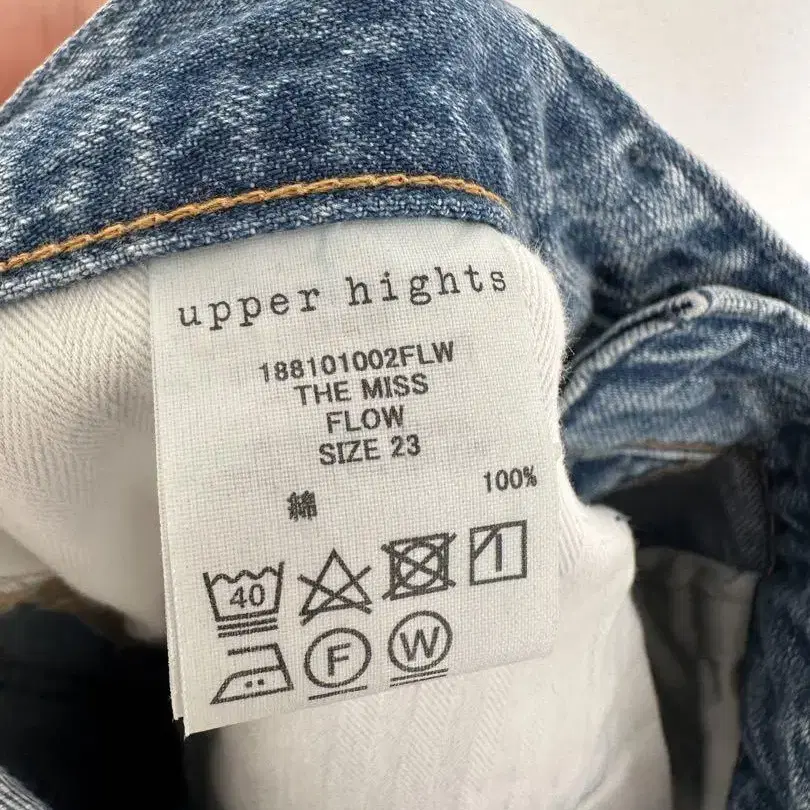 upper hights
188101002FLW
THE MISS
FLOW
SIZE 23
綿 100%
40
F W